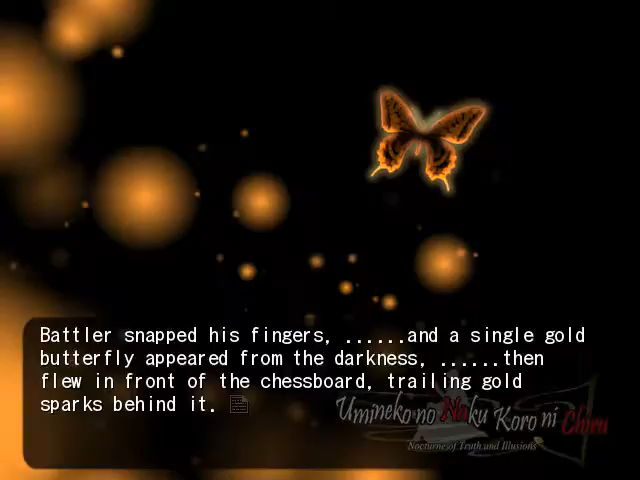 Battler snapped his fingers, ......and a single gold
butterfly appeared from the darkness, ......then
flew in front of the chessboard, trailing gold
sparks behind it.
Umineko no Naku Koro ni Chiru
Nocturne of Truth and Illusions